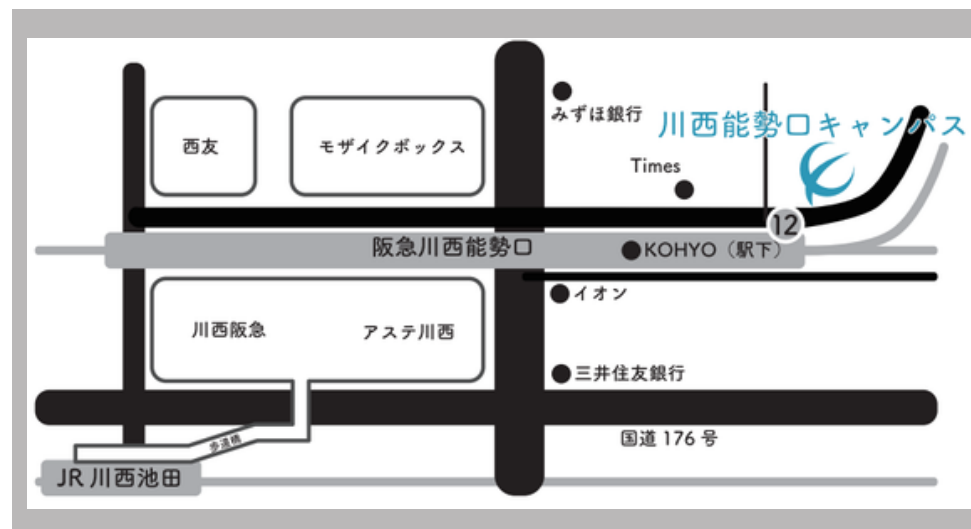 みずほ銀行
川西能勢口キャンパス
西友
モザイクボックス
Times
12
阪急川西能勢口
KOHYO（駅下）
イオン
川西阪急
アステ川西
三井住友銀行
国道 176 号
歩道橋
JR 川西池田